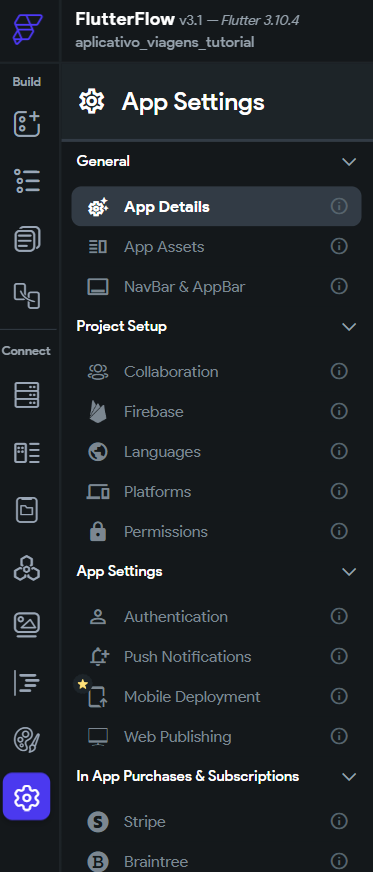 FlutterFlow v3.1 – Flutter 3.10.4
aplicativo_viagens_tutorial
Build
App Settings
General
App Details
App Assets
NavBar & AppBar
Project Setup
Connect
Collaboration
Firebase
Languages
Platforms
Permissions
App Settings
Authentication
Push Notifications
Mobile Deployment
Web Publishing
In App Purchases & Subscriptions
S Stripe
B Braintree